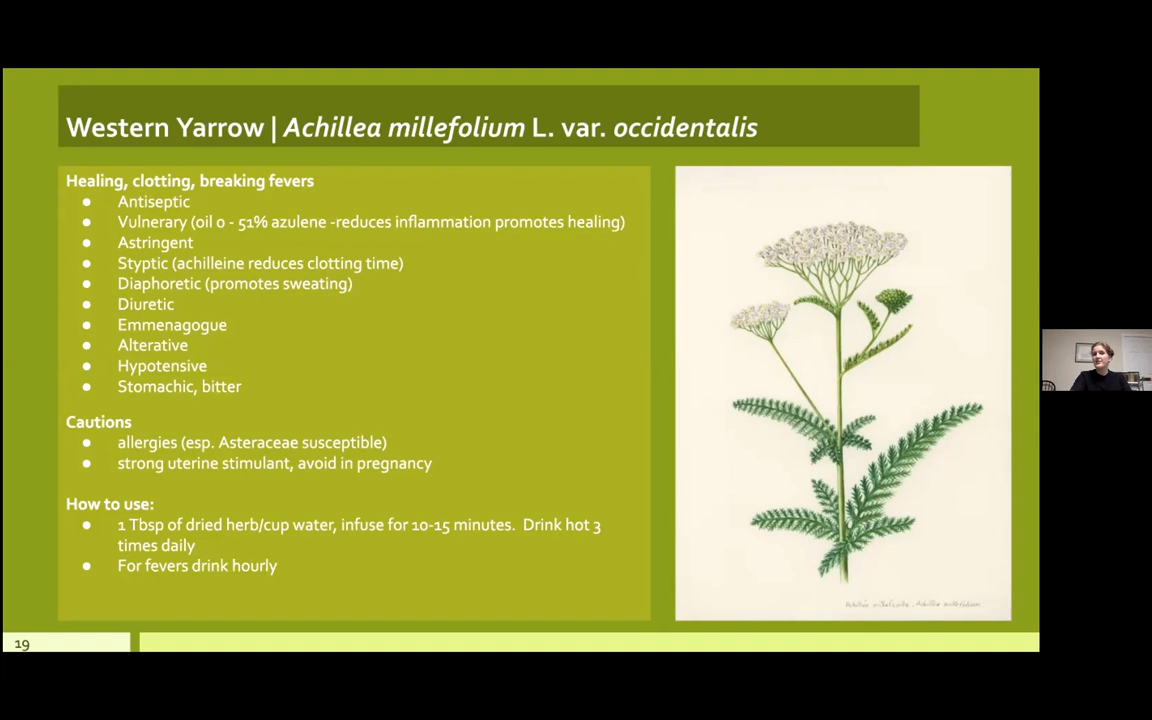 Western Yarrow | Achillea millefolium L. var. occidentalis
Healing, clotting, breaking fevers
● Antiseptic
● Vulnerary (oil 0 - 51% azulene -reduces inflammation promotes healing)
● Astringent
● Styptic (achilleine reduces clotting time)
● Diaphoretic (promotes sweating)
● Diuretic
● Emmenagogue
● Alterative
● Hypotensive
● Stomachic, bitter
Cautions
● allergies (esp. Asteraceae susceptible)
● strong uterine stimulant, avoid in pregnancy
How to use:
● 1 Tbsp of dried herb/cup water, infuse for 10-15 minutes. Drink hot 3
times daily
● For fevers drink hourly
19